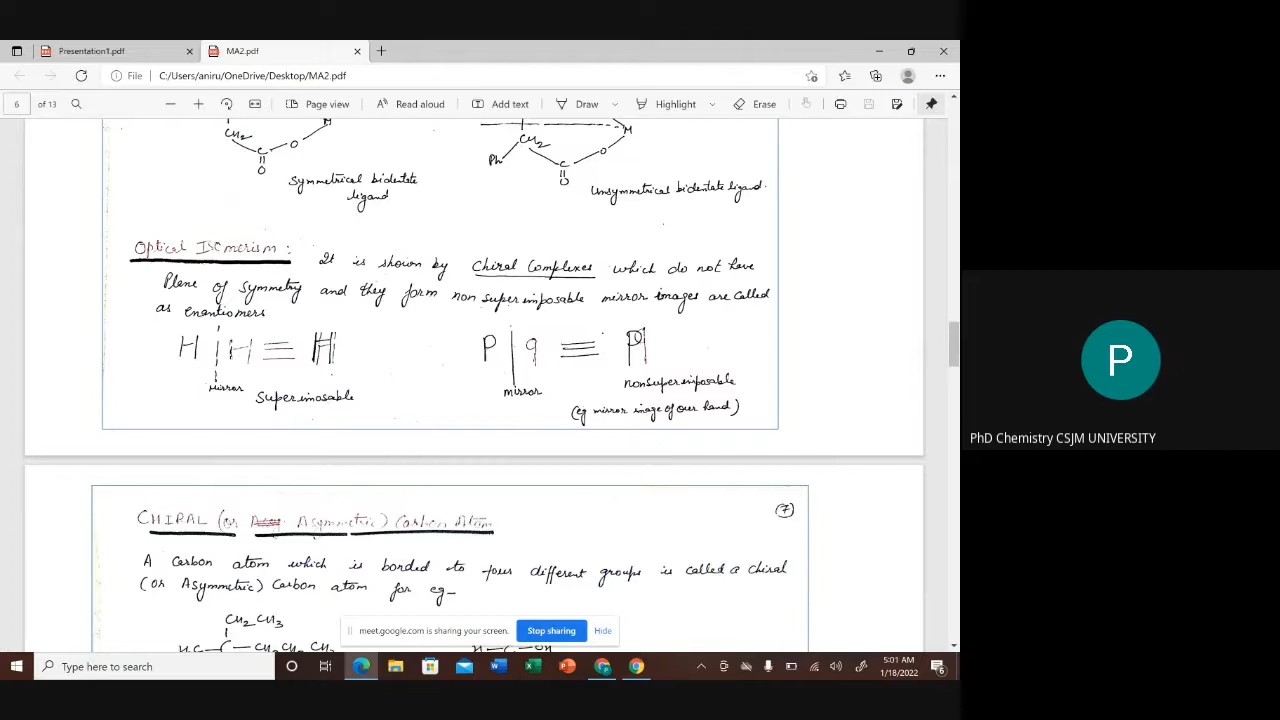 Presentation1.pdf
MA2.pdf
File
C:/Users/aniru/OneDrive/Desktop/MA2.pdf
6
of 13
Page view
Read aloud
Add text
Draw
Highlight
Erase
M
CH2
O
C
O
Symmetrical bidentate
ligand
M
CH2
Ph
O
C
O
Unsymmetrical bidentate ligand.
Optical Isomerism :
It is shown by Chiral Complexes which do not have
Plane of Symmetry and they form non superimposable mirror images are called
as enantiomers
H H ≡ H
Mirror
Superimosable
P q ≡ P
mirror
nonsuperimposable
(eg mirror image of our hand)
(7)
CHIRAL (or Asymmetric) Carbon Atom
A Carbon atom which is bonded to four different groups is called a chiral
(or Asymmetric) Carbon atom for eg–
CH2 CH3
meet.google.com is sharing your screen.
Stop sharing
Hide
P
PhD Chemistry CSJM UNIVERSITY
Type here to search
5:01 AM
1/18/2022
6